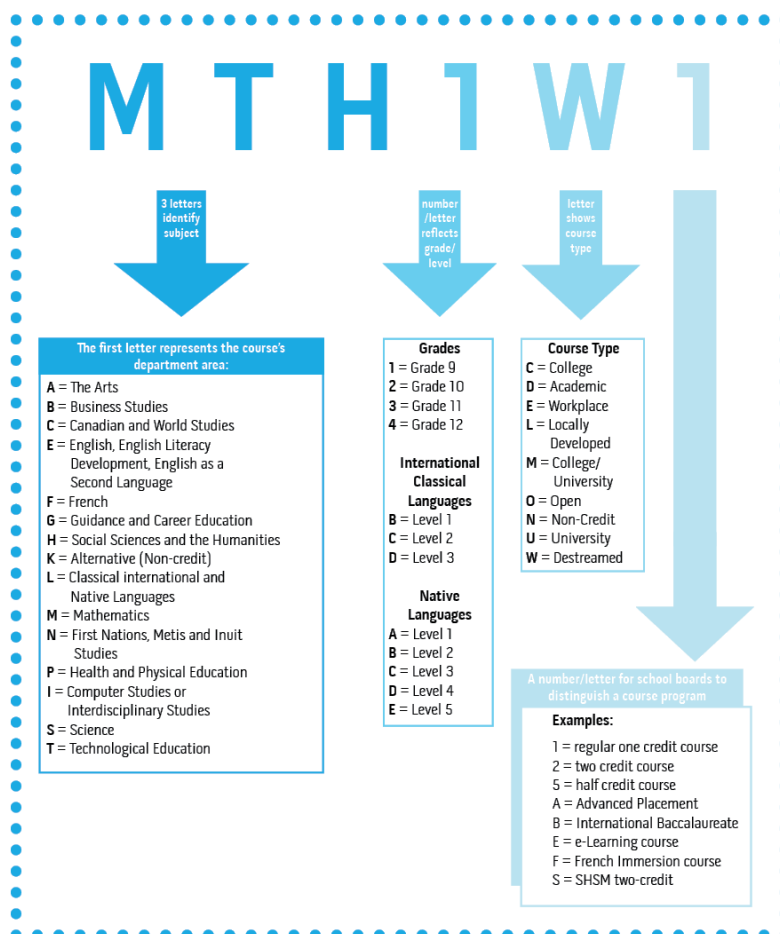 M T H 1 W 1
3 letters
identify
subject
number
/letter
reflects
grade/
level
letter
shows
course
type
The first letter represents the course's
department area:
A = The Arts
B = Business Studies
C = Canadian and World Studies
E = English, English Literacy
Development, English as a
Second Language
F = French
G = Guidance and Career Education
H = Social Sciences and the Humanities
K = Alternative (Non-credit)
L = Classical international and
Native Languages
M = Mathematics
N = First Nations, Metis and Inuit
Studies
P = Health and Physical Education
I = Computer Studies or
Interdisciplinary Studies
S = Science
T = Technological Education
Grades
1 = Grade 9
2 = Grade 10
3 = Grade 11
4 = Grade 12
International
Classical
Languages
B = Level 1
C = Level 2
D = Level 3
Native
Languages
A = Level 1
B = Level 2
C = Level 3
D = Level 4
E = Level 5
Course Type
C = College
D = Academic
E = Workplace
L = Locally
Developed
M = College/
University
O = Open
N = Non-Credit
U = University
W = Destreamed
A number/letter for school boards to
distinguish a course program
Examples:
1 = regular one credit course
2 = two credit course
5 = half credit course
A = Advanced Placement
B = International Baccalaureate
E = e-Learning course
F = French Immersion course
S = SHSM two-credit